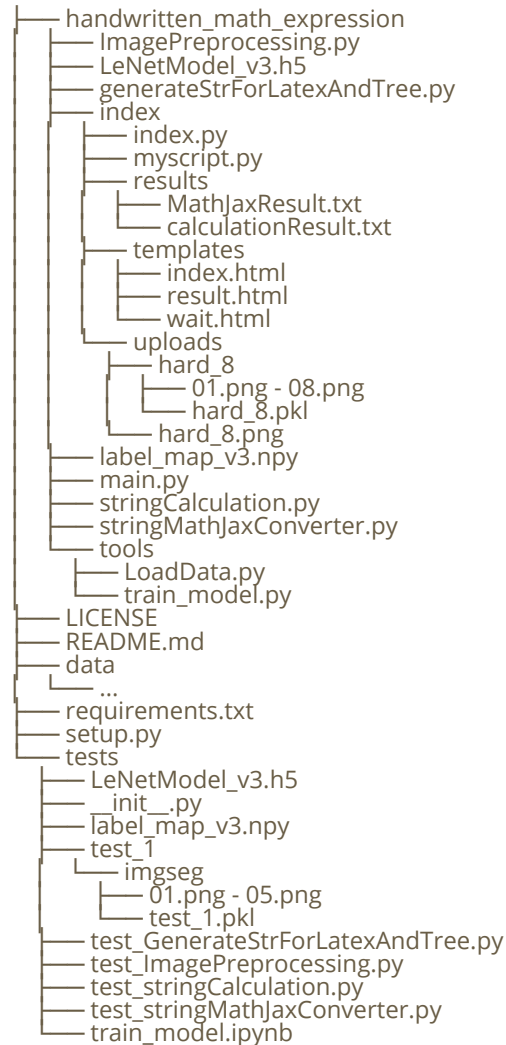 ├── handwritten_math_expression
│   ├── ImagePreprocessing.py
│   ├── LeNetModel_v3.h5
│   ├── generateStrForLatexAndTree.py
│   ├── index
│   │   ├── index.py
│   │   ├── myscript.py
│   │   ├── results
│   │   │   ├── MathJaxResult.txt
│   │   │   └── calculationResult.txt
│   │   ├── templates
│   │   │   ├── index.html
│   │   │   ├── result.html
│   │   │   └── wait.html
│   │   └── uploads
│   │       ├── hard_8
│   │       │   ├── 01.png - 08.png
│   │       │   └── hard_8.pkl
│   │       └── hard_8.png
│   ├── label_map_v3.npy
│   ├── main.py
│   ├── stringCalculation.py
│   ├── stringMathJaxConverter.py
│   └── tools
│       ├── LoadData.py
│       └── train_model.py
├── LICENSE
├── README.md
├── data
│   └── ...
├── requirements.txt
├── setup.py
└── tests
    ├── LeNetModel_v3.h5
    ├── __init__.py
    ├── label_map_v3.npy
    ├── test_1
    │   └── imgseg
    │       ├── 01.png - 05.png
    │       └── test_1.pkl
    ├── test_GenerateStrForLatexAndTree.py
    ├── test_ImagePreprocessing.py
    ├── test_stringCalculation.py
    ├── test_stringMathJaxConverter.py
    └── train_model.ipynb